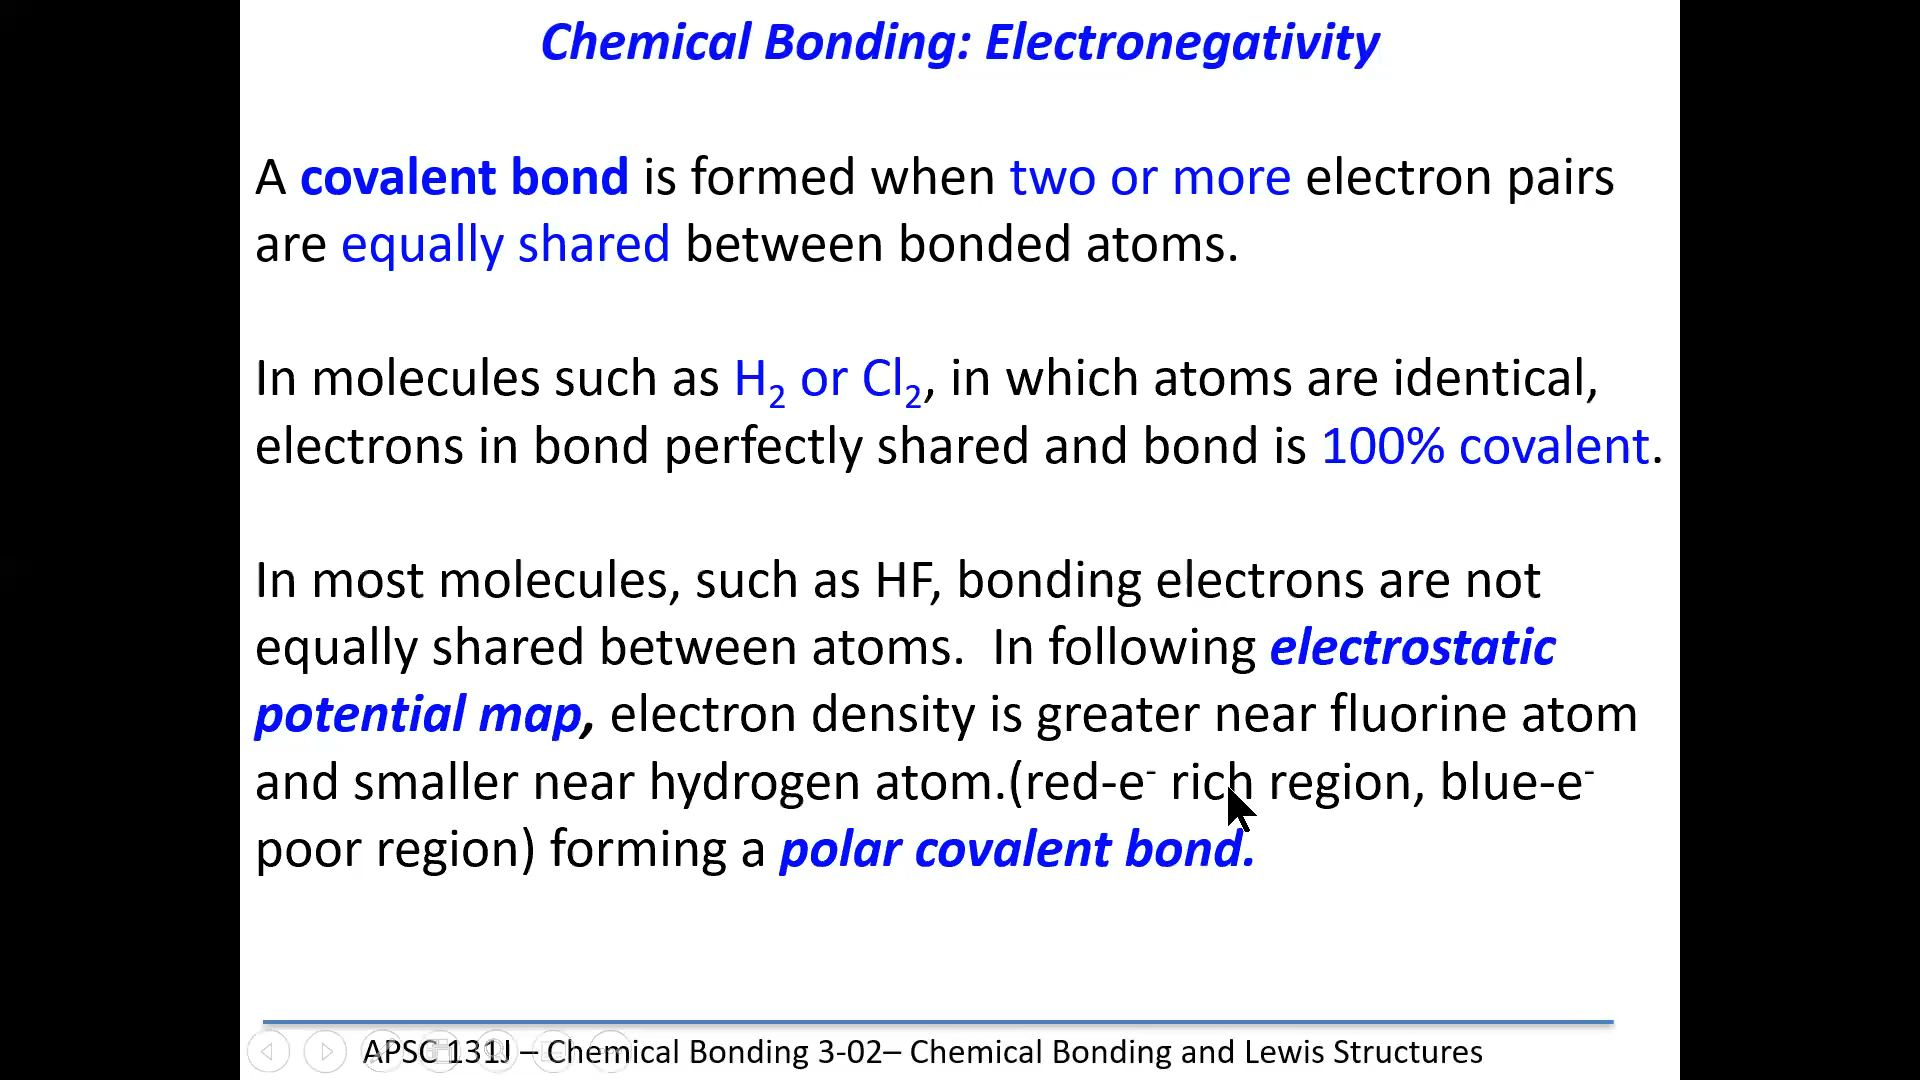 Chemical Bonding: Electronegativity
A covalent bond is formed when two or more electron pairs
are equally shared between bonded atoms.
In molecules such as H₂ or Cl₂, in which atoms are identical,
electrons in bond perfectly shared and bond is 100% covalent.
In most molecules, such as HF, bonding electrons are not
equally shared between atoms.  In following electrostatic
potential map, electron density is greater near fluorine atom
and smaller near hydrogen atom.(red-e⁻ rich region, blue-e⁻
poor region) forming a polar covalent bond.
APSC 131J – Chemical Bonding 3-02– Chemical Bonding and Lewis Structures